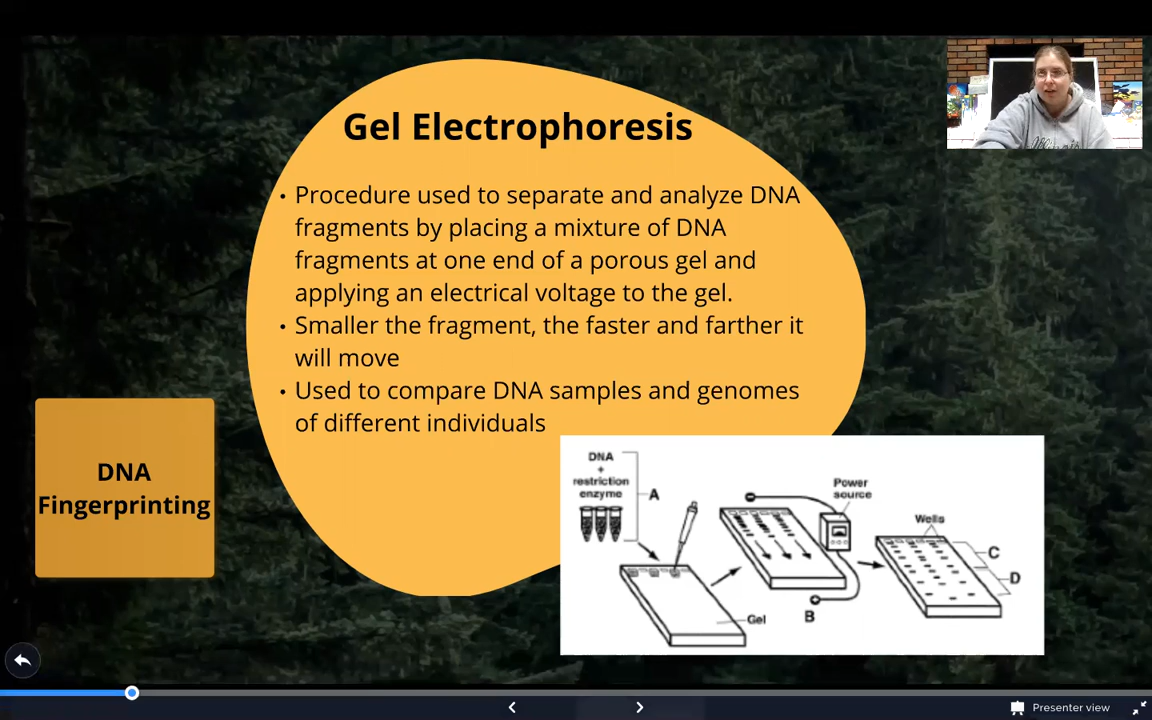 Gel Electrophoresis
• Procedure used to separate and analyze DNA
fragments by placing a mixture of DNA
fragments at one end of a porous gel and
applying an electrical voltage to the gel.
• Smaller the fragment, the faster and farther it
will move
• Used to compare DNA samples and genomes
of different individuals
DNA
Fingerprinting
DNA
+
restriction
enzyme
A
Power
source
Wells
C
D
Gel
B
Presenter view